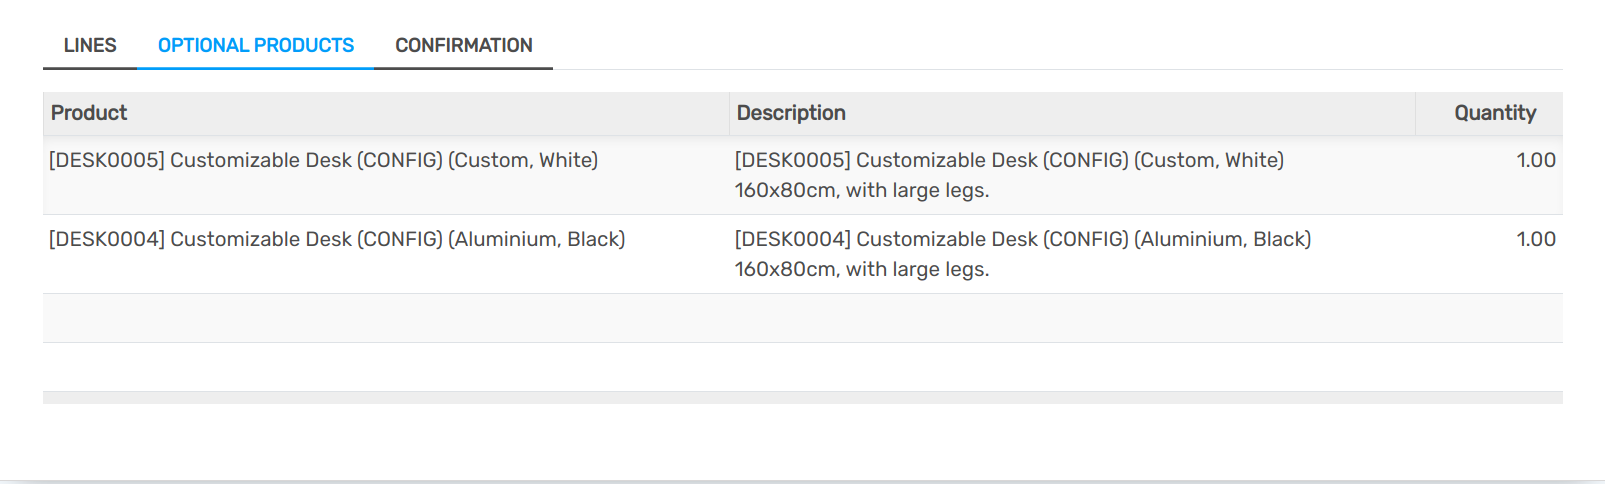 LINES OPTIONAL PRODUCTS CONFIRMATION
Product Description Quantity
[DESK0005] Customizable Desk (CONFIG) (Custom, White) [DESK0005] Customizable Desk (CONFIG) (Custom, White) 1.00
160x80cm, with large legs.
[DESK0004] Customizable Desk (CONFIG) (Aluminium, Black) [DESK0004] Customizable Desk (CONFIG) (Aluminium, Black) 1.00
160x80cm, with large legs.